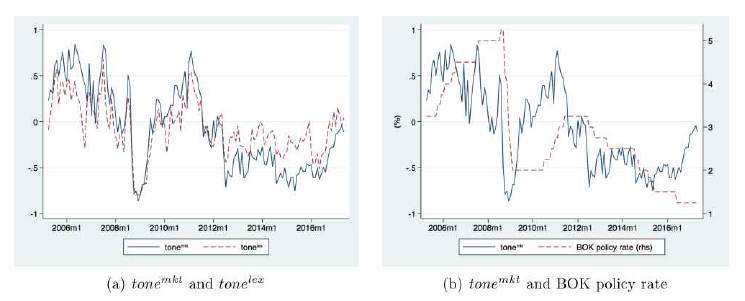 1
.5
0
-.5
-1
2006m1 2008m1 2010m1 2012m1 2014m1 2016m1
tone^mkt tone^lex
(a) tone^mkt and tone^lex
1
.5
0
-.5
-1
(%)
5
4
3
2
1
2006m1 2008m1 2010m1 2012m1 2014m1 2016m1
tone^mkt BOK policy rate (rhs)
(b) tone^mkt and BOK policy rate